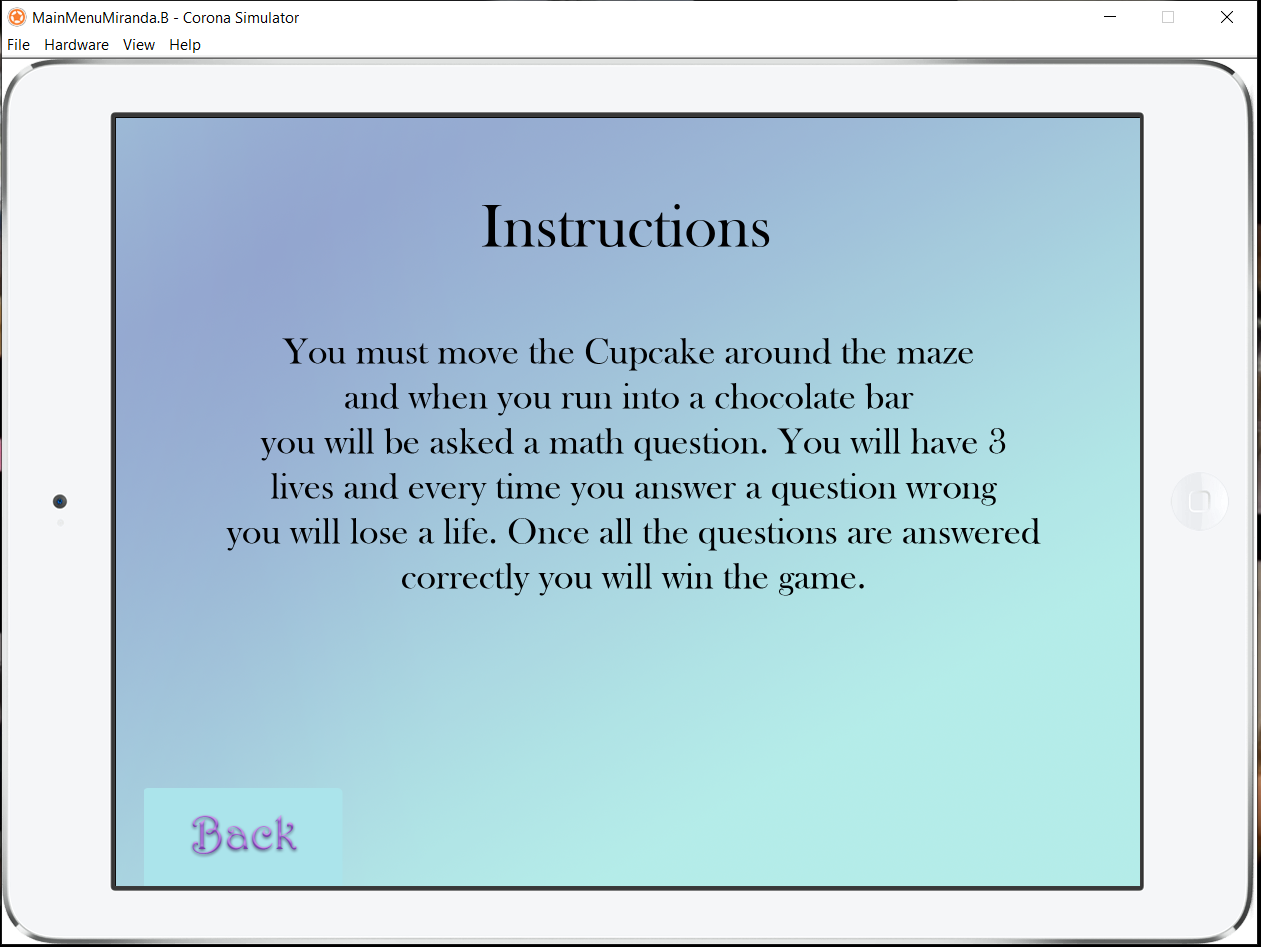 MainMenuMiranda.B - Corona Simulator
File Hardware View Help
Instructions
You must move the Cupcake around the maze
and when you run into a chocolate bar
you will be asked a math question. You will have 3
lives and every time you answer a question wrong
you will lose a life. Once all the questions are answered
correctly you will win the game.
Back